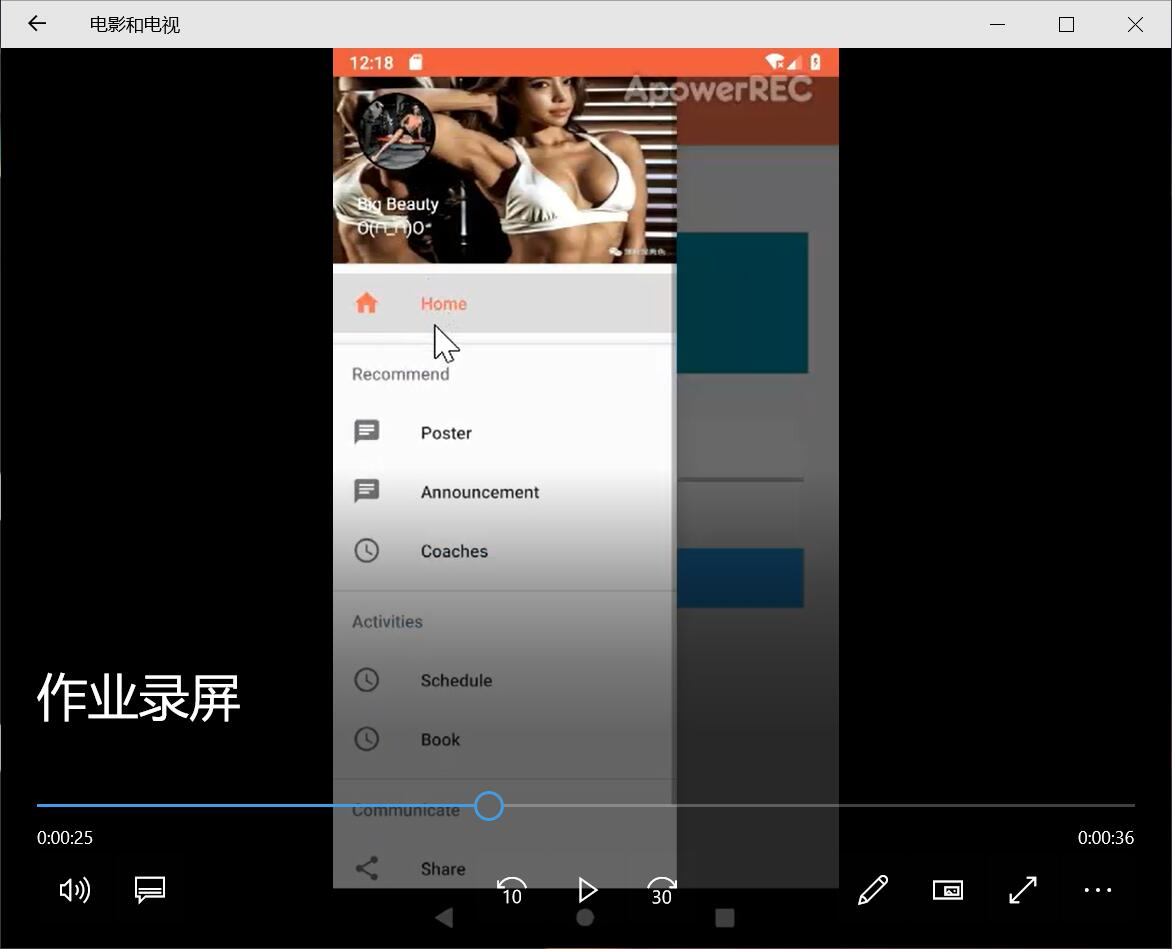 电影和电视
12:18
ApowerREC
Big Beauty
O(∩_∩)O
Home
Recommend
Poster
Announcement
Coaches
Activities
Schedule
Book
作业录屏
Communicate
0:00:25
0:00:36
Share
10
30